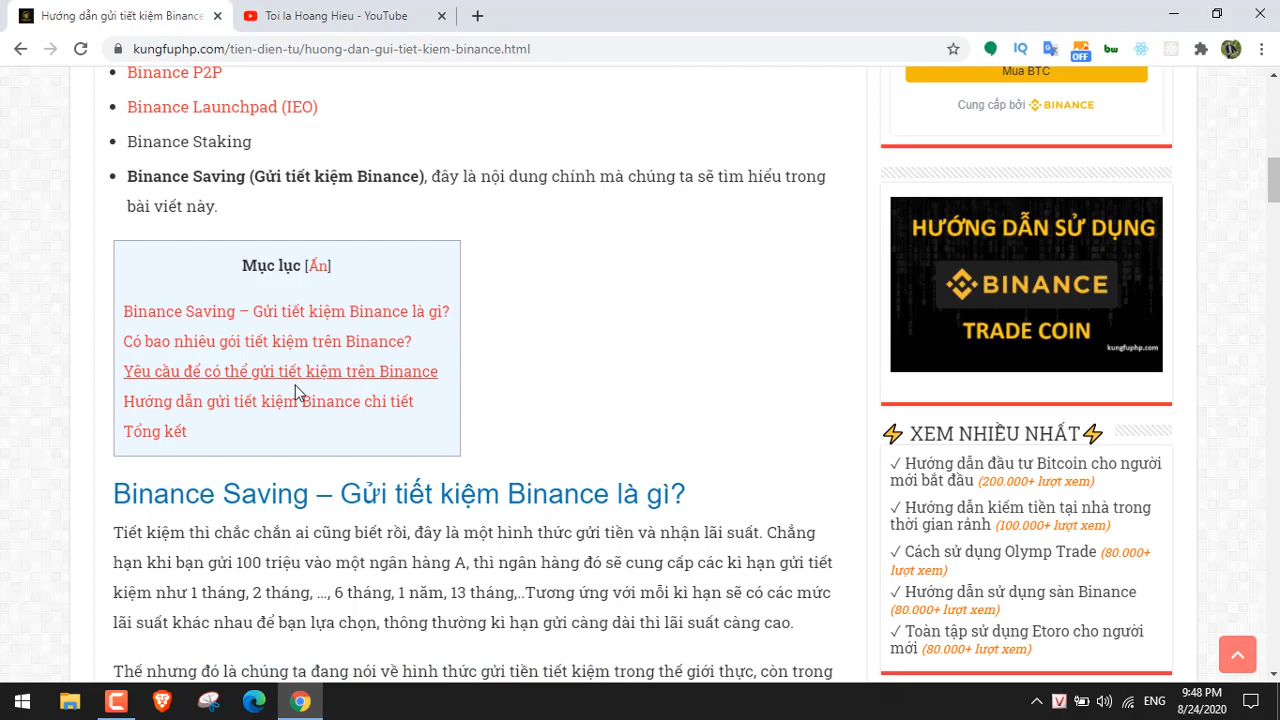 Hướng dẫn gửi tiết kiệm Binance
Tin điện tử - YouTube
kungfuphp.com/tien-dien-tu/huong-dan-gui-tiet-kiem-binance.html
IQ
OFF
bw
Binance P2P
Binance Launchpad (IEO)
Binance Staking
Binance Saving (Gửi tiết kiệm Binance), đây là nội dung chính mà chúng ta sẽ tìm hiểu trong
bài viết này.
Mục lục [Ẩn]
Binance Saving – Gửi tiết kiệm Binance là gì?
Có bao nhiêu gói tiết kiệm trên Binance?
Yêu cầu để có thể gửi tiết kiệm trên Binance
Hướng dẫn gửi tiết kiệm Binance chi tiết
Tổng kết
Binance Saving – Gửi tiết kiệm Binance là gì?
Tiết kiệm thì chắc chắn ai cũng biết rồi, đây là một hình thức gửi tiền và nhận lãi suất. Chẳng
hạn khi bạn gửi 100 triệu vào một ngân hàng A, thì ngân hàng đó sẽ cung cấp các kì hạn gửi tiết
kiệm như 1 tháng, 2 tháng, …, 6 tháng, 1 năm, 13 tháng,..Tương ứng với mỗi kì hạn sẽ có các mức
lãi suất khác nhau để bạn lựa chọn, thông thường kì hạn gửi càng dài thì lãi suất càng cao.
Thế nhưng đó là chúng ta đang nói về hình thức gửi tiền tiết kiệm trong thế giới thực, còn trong
Mua BTC
Cung cấp bởi BINANCE
HƯỚNG DẪN SỬ DỤNG
BINANCE
TRADE COIN
kungfuphp.com
⚡ XEM NHIỀU NHẤT⚡
✓ Hướng dẫn đầu tư Bitcoin cho người
mới bắt đầu (200.000+ lượt xem)
✓ Hướng dẫn kiếm tiền tại nhà trong
thời gian rảnh (100.000+ lượt xem)
✓ Cách sử dụng Olymp Trade (80.000+
lượt xem)
✓ Hướng dẫn sử dụng sàn Binance
(80.000+ lượt xem)
✓ Toàn tập sử dụng Etoro cho người
mới (80.000+ lượt xem)
V
ENG
9:48 PM
8/24/2020